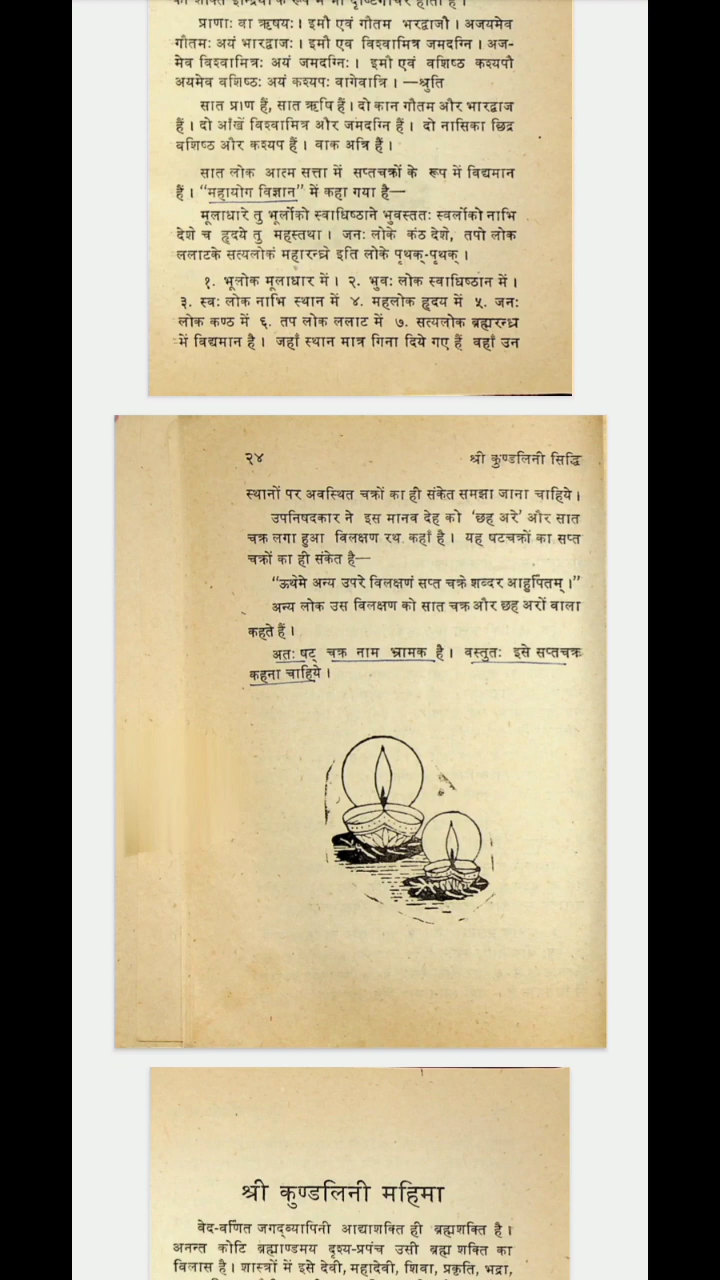 प्राणाः वा ऋषयः । इमौ एवं गौतम भरद्वाजौ । अजयमेव
गौतमः अयं भारद्वाजः । इमौ एव विश्वामित्र जमदग्नि । अज-
मेव विश्वामित्रः अयं जमदग्निः । इमौ एवं वशिष्ठ कश्यपौ
अयमेव वशिष्ठः अयं कश्यपः वागेवात्रि । —श्रुति
सात प्राण हैं, सात ऋषि हैं । दो कान गौतम और भारद्वाज
हैं । दो आँखें विश्वामित्र और जमदग्नि हैं । दो नासिका छिद्र
वशिष्ठ और कश्यप हैं । वाक अत्रि हैं ।
सात लोक आत्म सत्ता में सप्तचक्रों के रूप में विद्यमान
हैं । “महायोग विज्ञान” में कहा गया है—
मूलाधारे तु भूर्लोको स्वाधिष्ठाने भुवस्ततः स्वर्लोको नाभि
देशे च हृदये तु महस्तथा । जनः लोके कंठ देशे, तपो लोक
ललाटके सत्यलोकं महारन्ध्रे इति लोके पृथक्-पृथक् ।
१. भूलोक मूलाधार में । २. भुवः लोक स्वाधिष्ठान में ।
३. स्वः लोक नाभि स्थान में ४. महलोक हृदय में ५. जनः
लोक कण्ठ में ६. तप लोक ललाट में ७. सत्यलोक ब्रह्मरन्ध्र
में विद्यमान है । जहाँ स्थान मात्र गिना दिये गए हैं वहाँ उन
२४ श्री कुण्डलिनी सिद्धि
स्थानों पर अवस्थित चक्रों का ही संकेत समझा जाना चाहिये ।
उपनिषदकार ने इस मानव देह को ‘छह अरे’ और सात
चक्र लगा हुआ विलक्षण रथ कहाँ है । यह षटचक्रों का सप्त
चक्रों का ही संकेत है—
“ऊथेमे अन्य उपरे विलक्षणं सप्त चक्रे शब्दर आहुर्पितम् ।”
अन्य लोक उस विलक्षण को सात चक्र और छह अरों वाला
कहते हैं ।
अतः षट् चक्र नाम भ्रामक है । वस्तुतः इसे सप्तचक्र
कहना चाहिये ।
श्री कुण्डलिनी महिमा
वेद-वर्णित जगद्व्यापिनी आद्याशक्ति ही ब्रह्मशक्ति है ।
अनन्त कोटि ब्रह्माण्डमय दृश्य-प्रपंच उसी ब्रह्म शक्ति का
विलास है । शास्त्रों में इसे देवी, महादेवी, शिवा, प्रकृति, भद्रा,